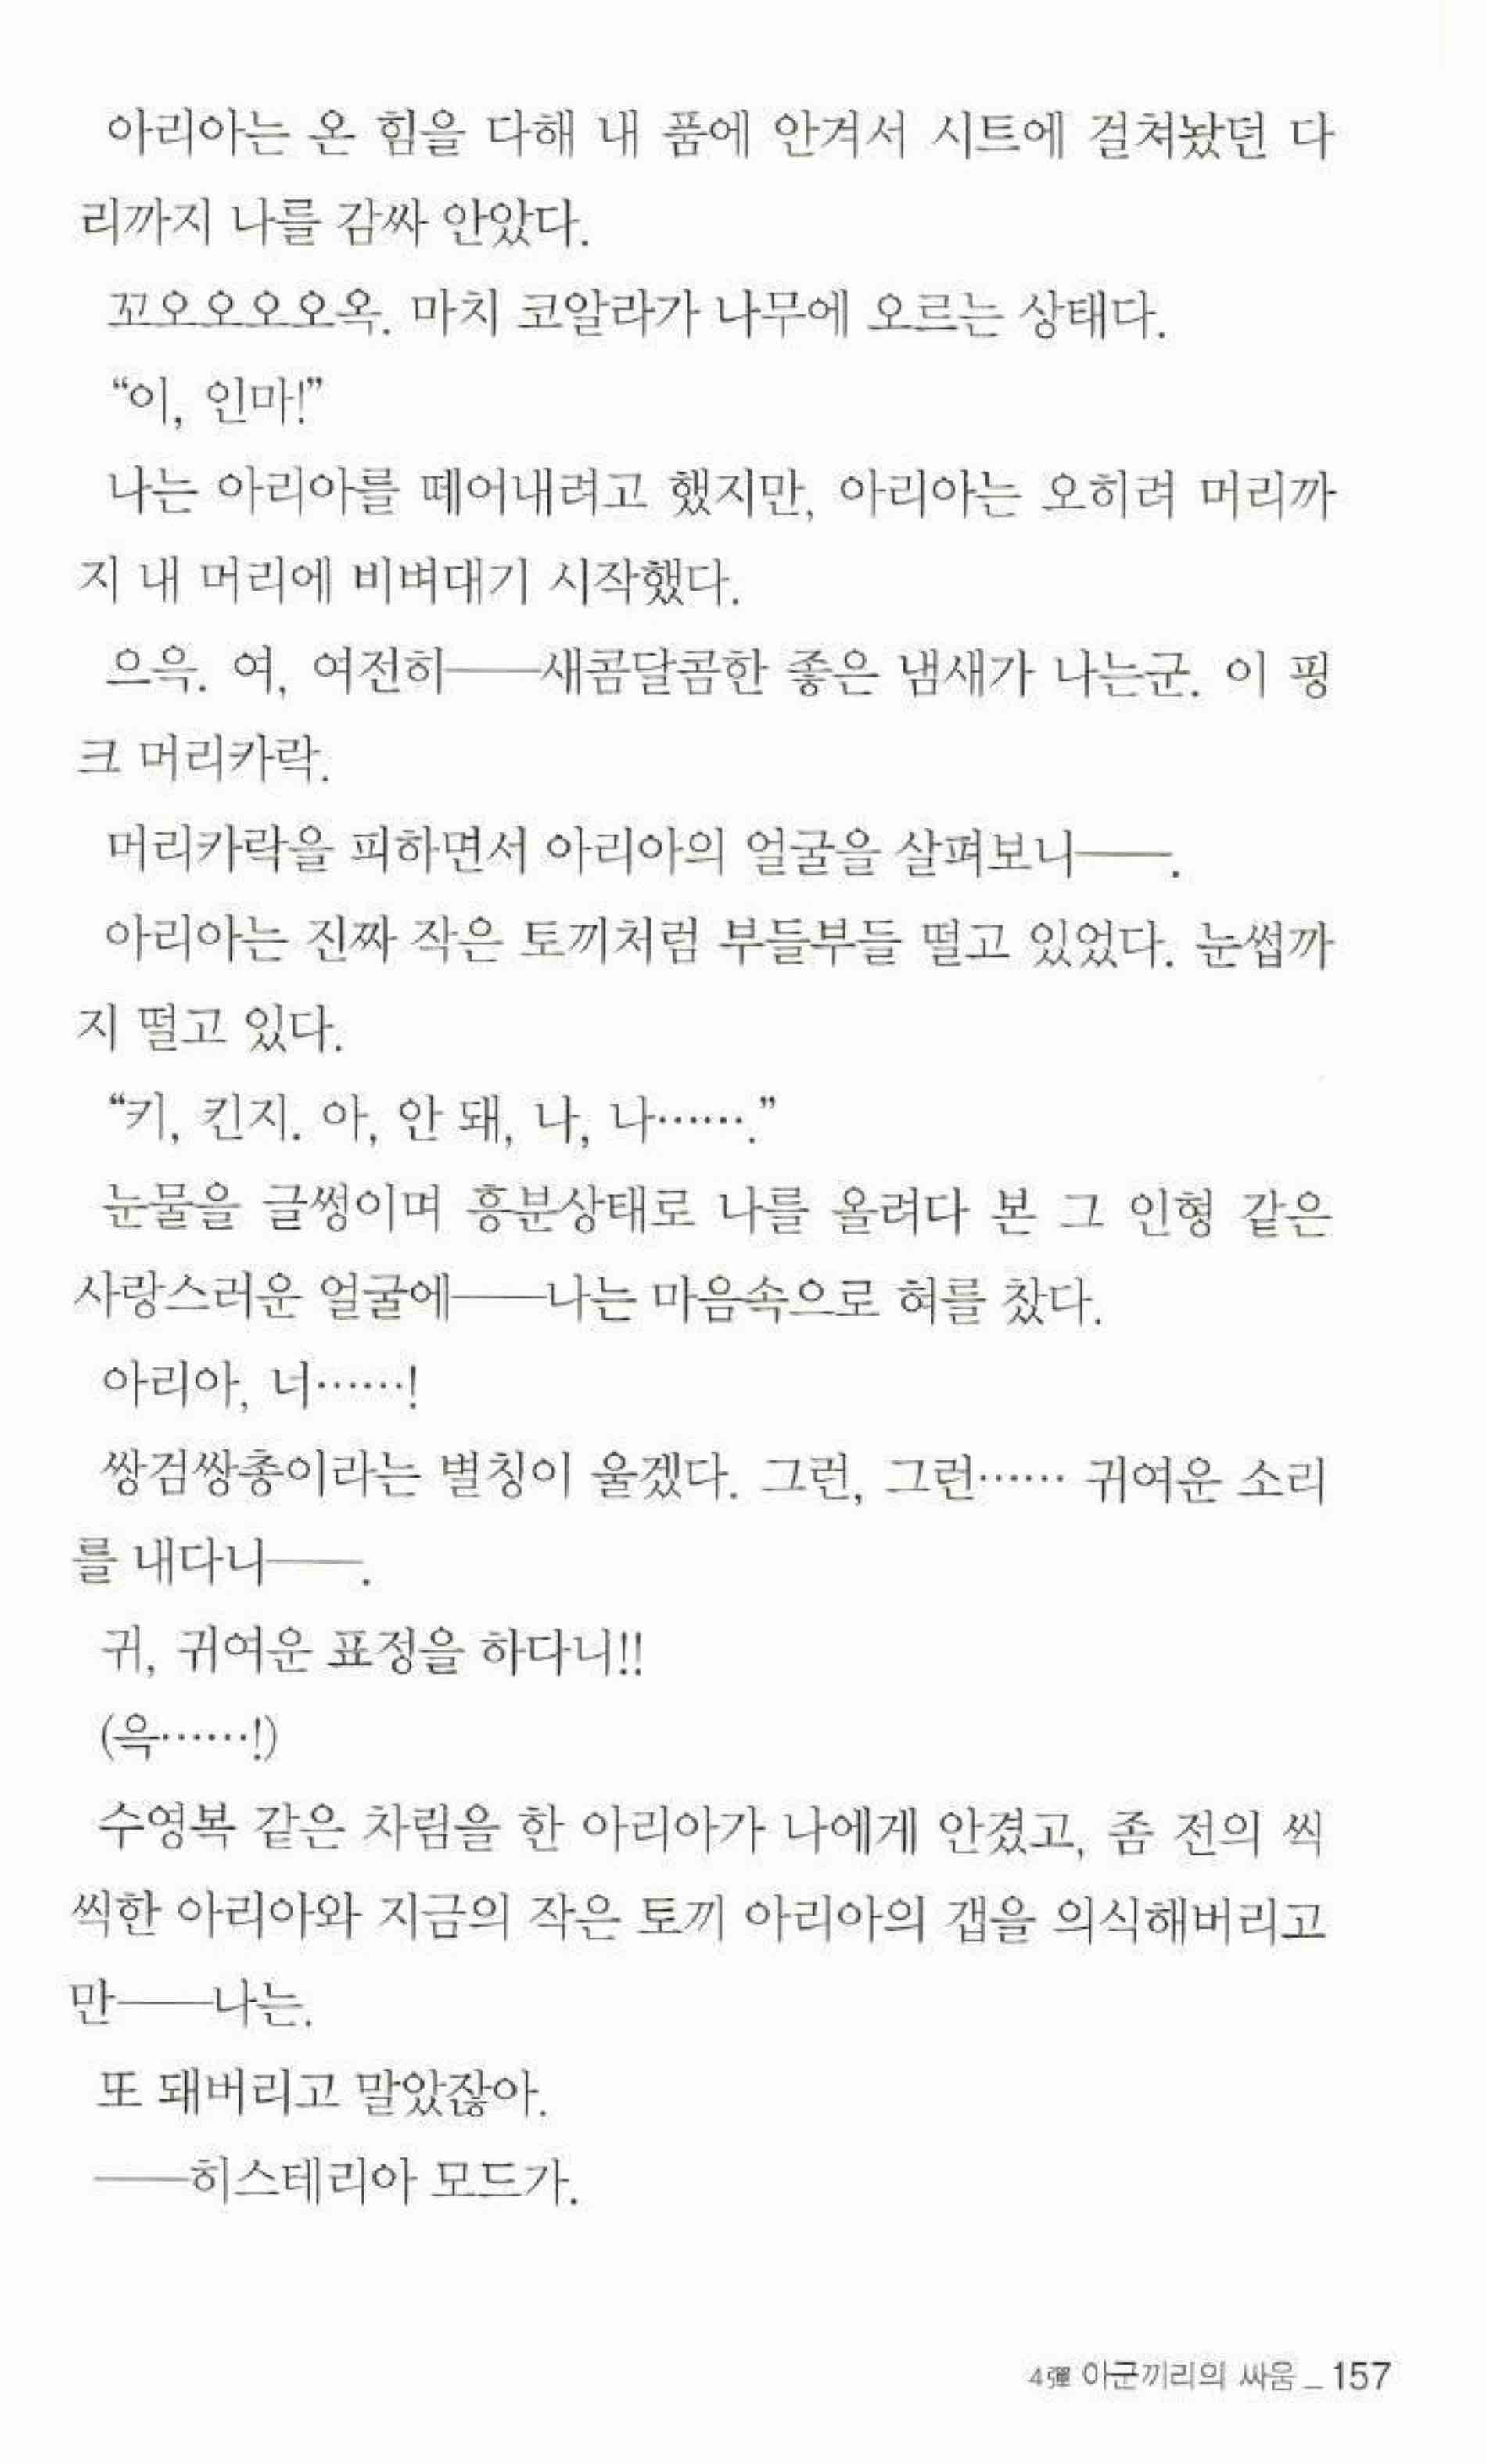 아리아는 온 힘을 다해 내 품에 안겨서 시트에 걸쳐놨던 다
리까지 나를 감싸 안았다.
꼬오오오오옥. 마치 코알라가 나무에 오르는 상태다.
“이, 인마!”
나는 아리아를 떼어내려고 했지만, 아리아는 오히려 머리까
지 내 머리에 비벼대기 시작했다.
으윽. 여, 여전히──새콤달콤한 좋은 냄새가 나는군. 이 핑
크 머리카락.
머리카락을 피하면서 아리아의 얼굴을 살펴보니──.
아리아는 진짜 작은 토끼처럼 부들부들 떨고 있었다. 눈썹까
지 떨고 있다.
“키, 킨지. 아, 안 돼, 나, 나…….”
눈물을 글썽이며 흥분상태로 나를 올려다 본 그 인형 같은
사랑스러운 얼굴에──나는 마음속으로 혀를 찼다.
아리아, 너……!
쌍검쌍총이라는 별칭이 울겠다. 그런, 그런…… 귀여운 소리
를 내다니──.
귀, 귀여운 표정을 하다니!!
(윽……!)
수영복 같은 차림을 한 아리아가 나에게 안겼고, 좀 전의 씩
씩한 아리아와 지금의 작은 토끼 아리아의 갭을 의식해버리고
만──나는.
또 돼버리고 말았잖아.
──히스테리아 모드가.
4彈 아군끼리의 싸움 _ 157